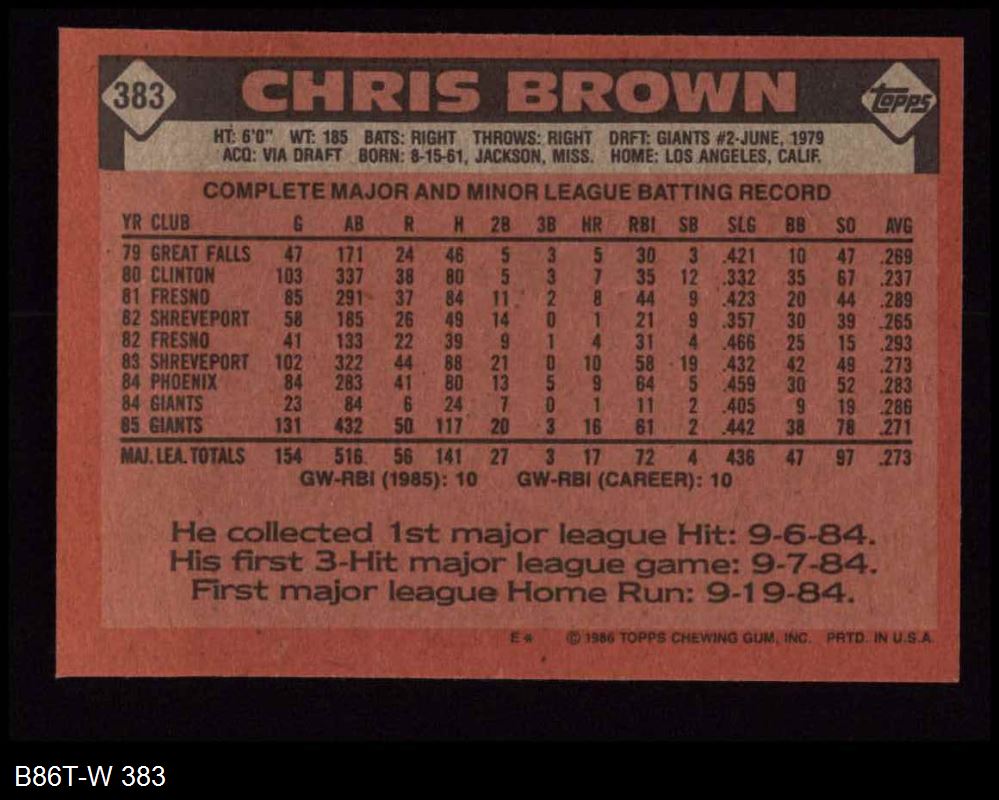 383 CHRIS BROWN Topps
HT: 6'0" WT: 185 BATS: RIGHT THROWS: RIGHT DRFT: GIANTS #2-JUNE, 1979
ACQ: VIA DRAFT BORN: 8-15-61, JACKSON, MISS. HOME: LOS ANGELES, CALIF.
COMPLETE MAJOR AND MINOR LEAGUE BATTING RECORD
YR CLUB G AB R H 2B 3B HR RBI SB SLG BB SO AVG
79 GREAT FALLS 47 171 24 46 5 3 5 30 3 .421 10 47 .269
80 CLINTON 103 337 38 80 5 3 7 35 12 .332 35 67 .237
81 FRESNO 85 291 37 84 11 2 8 44 9 .423 20 44 .289
82 SHREVEPORT 58 185 26 49 14 0 1 21 9 .357 30 39 .265
82 FRESNO 41 133 22 39 9 1 4 31 4 .466 25 15 .293
83 SHREVEPORT 102 322 44 88 21 0 10 58 19 .432 42 49 .273
84 PHOENIX 84 283 41 80 13 5 9 64 5 .459 30 52 .283
84 GIANTS 23 84 6 24 7 0 1 11 2 .405 9 19 .286
85 GIANTS 131 432 50 117 20 3 16 61 2 .442 38 78 .271
MAJ. LEA. TOTALS 154 516 56 141 27 3 17 72 4 .436 47 97 .273
GW-RBI (1985): 10 GW-RBI (CAREER): 10
He collected 1st major league Hit: 9-6-84.
His first 3-Hit major league game: 9-7-84.
First major league Home Run: 9-19-84.
E* © 1986 TOPPS CHEWING GUM, INC. PRTD. IN U.S.A.
B86T-W 383